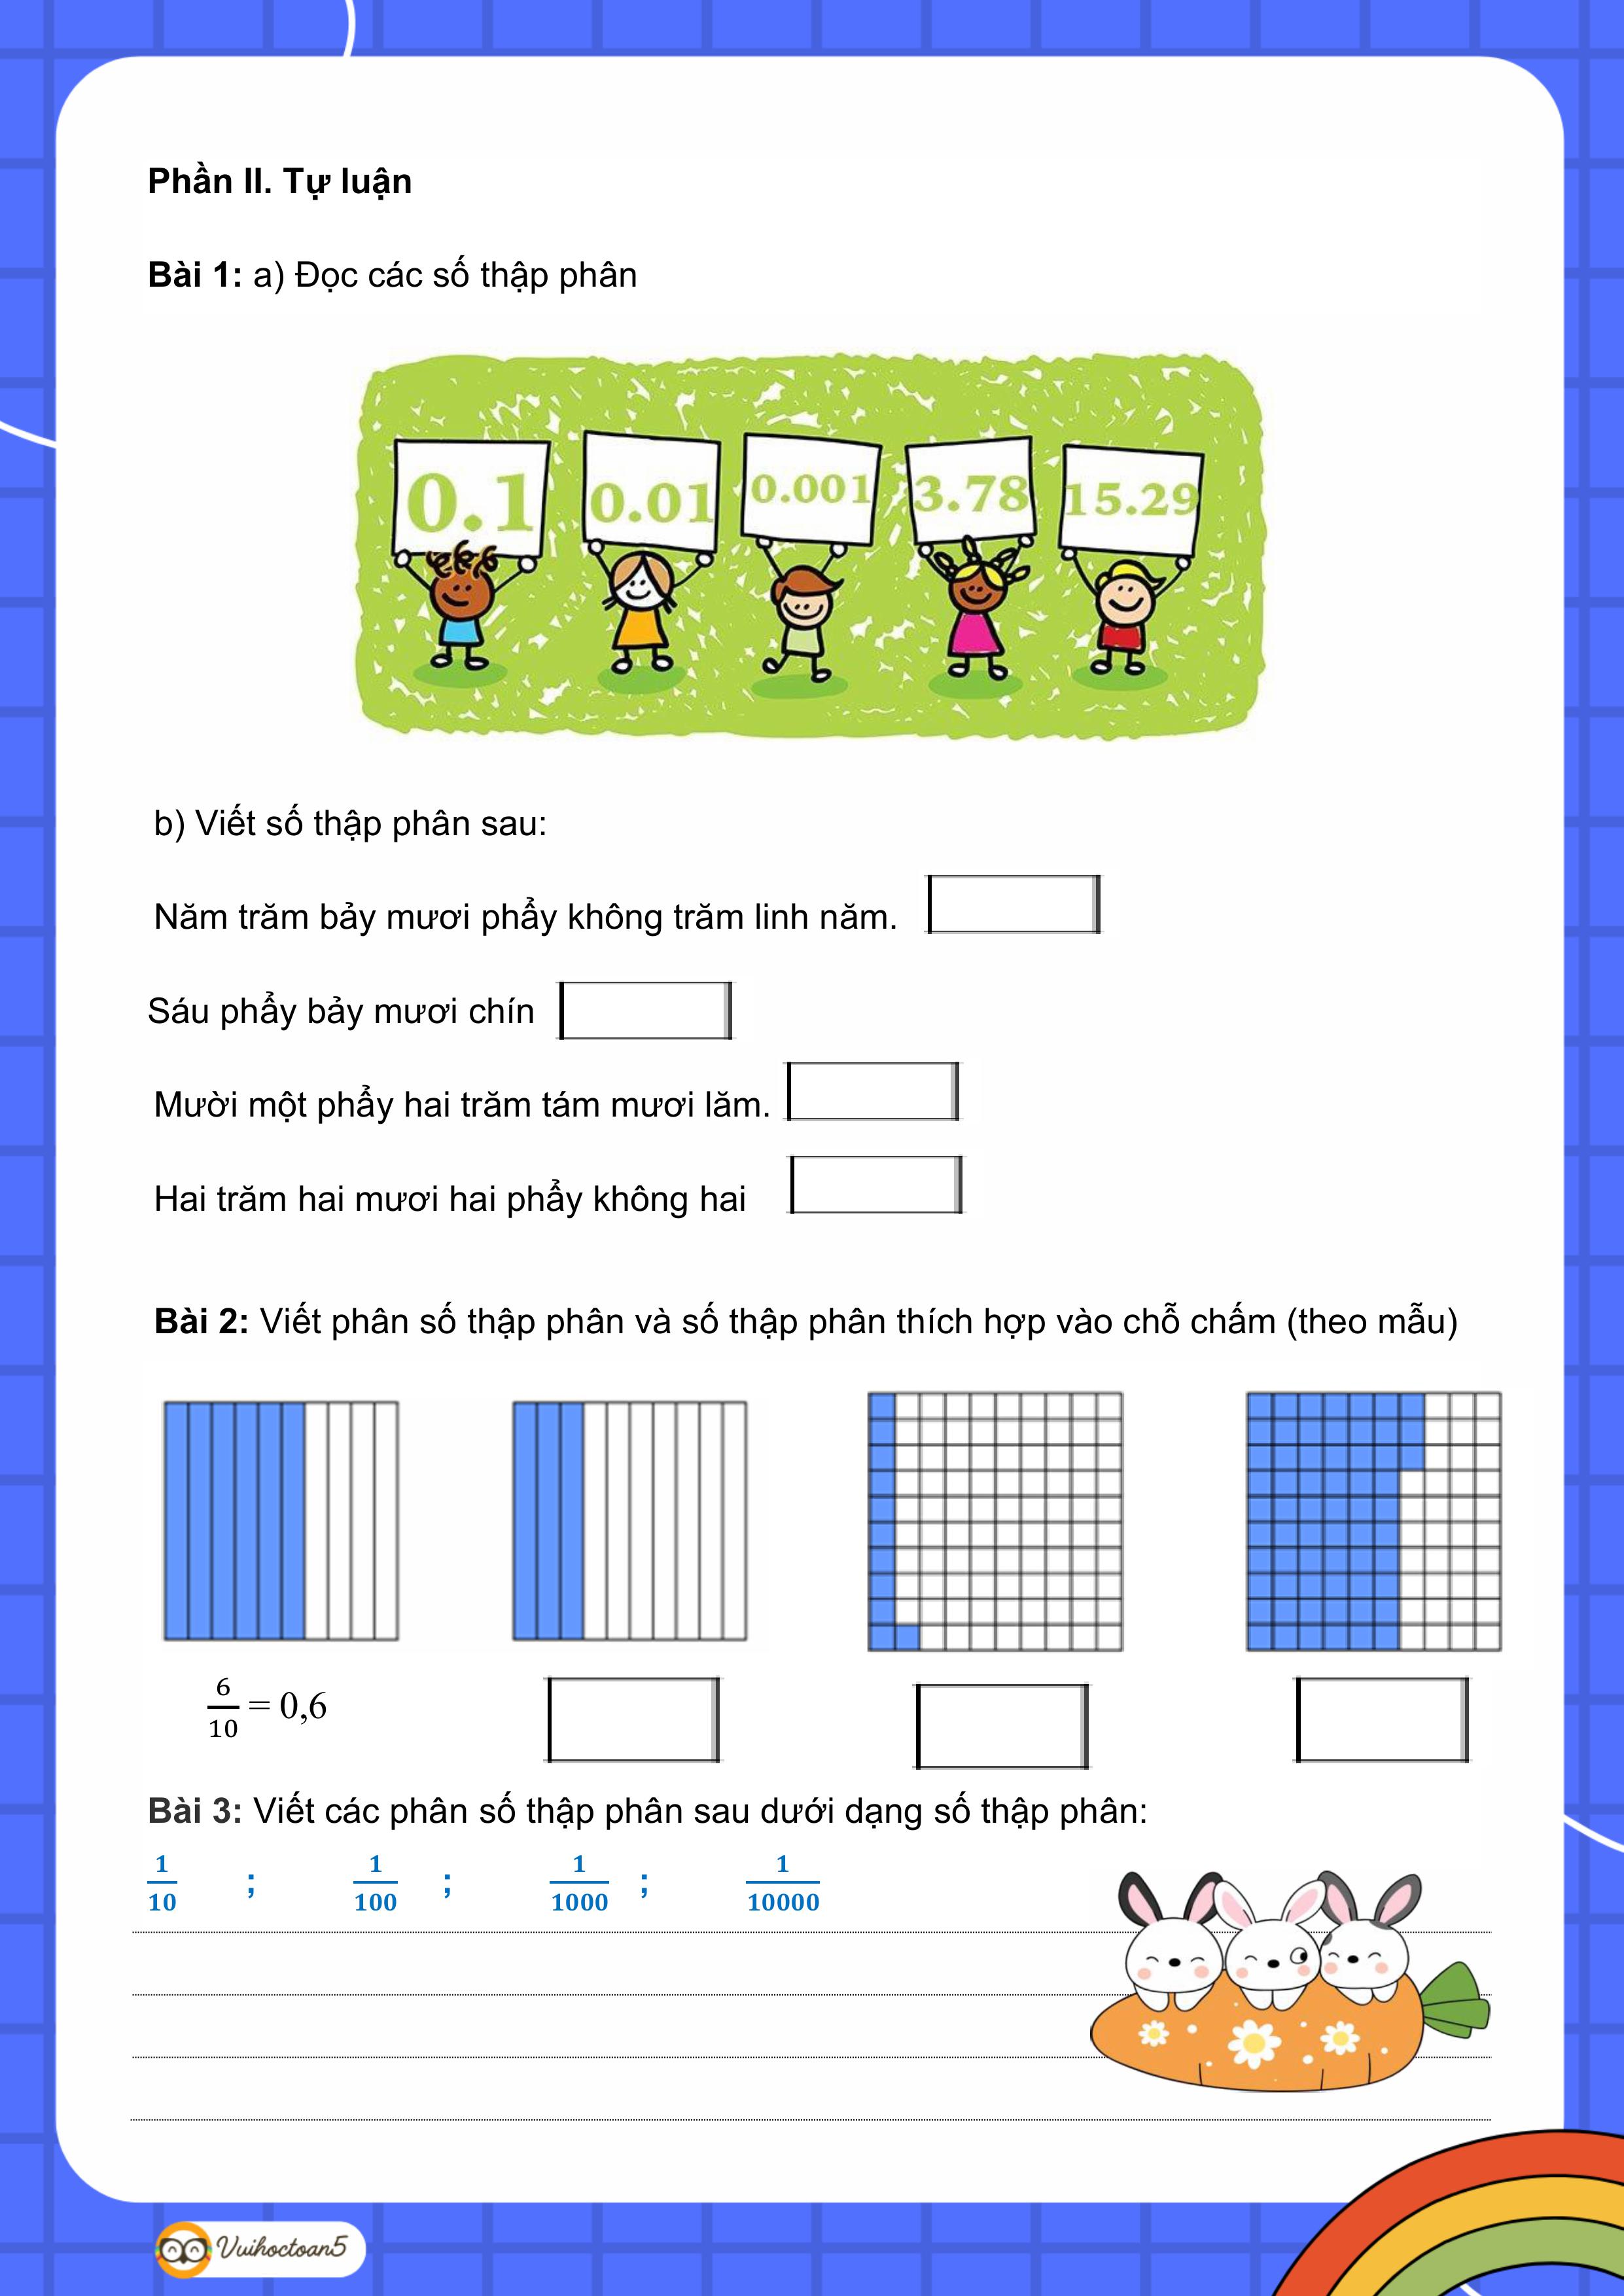 Phần II. Tự luận
Bài 1: a) Đọc các số thập phân
0.1 0.01 0.001 3.78 15.29
b) Viết số thập phân sau:
Năm trăm bảy mươi phẩy không trăm linh năm.
Sáu phẩy bảy mươi chín
Mười một phẩy hai trăm tám mươi lăm.
Hai trăm hai mươi hai phẩy không hai
Bài 2: Viết phân số thập phân và số thập phân thích hợp vào chỗ chấm (theo mẫu)
6/10 = 0,6
Bài 3: Viết các phân số thập phân sau dưới dạng số thập phân:
1/10 ; 1/100 ; 1/1000 ; 1/10000
Vuihoctoan5